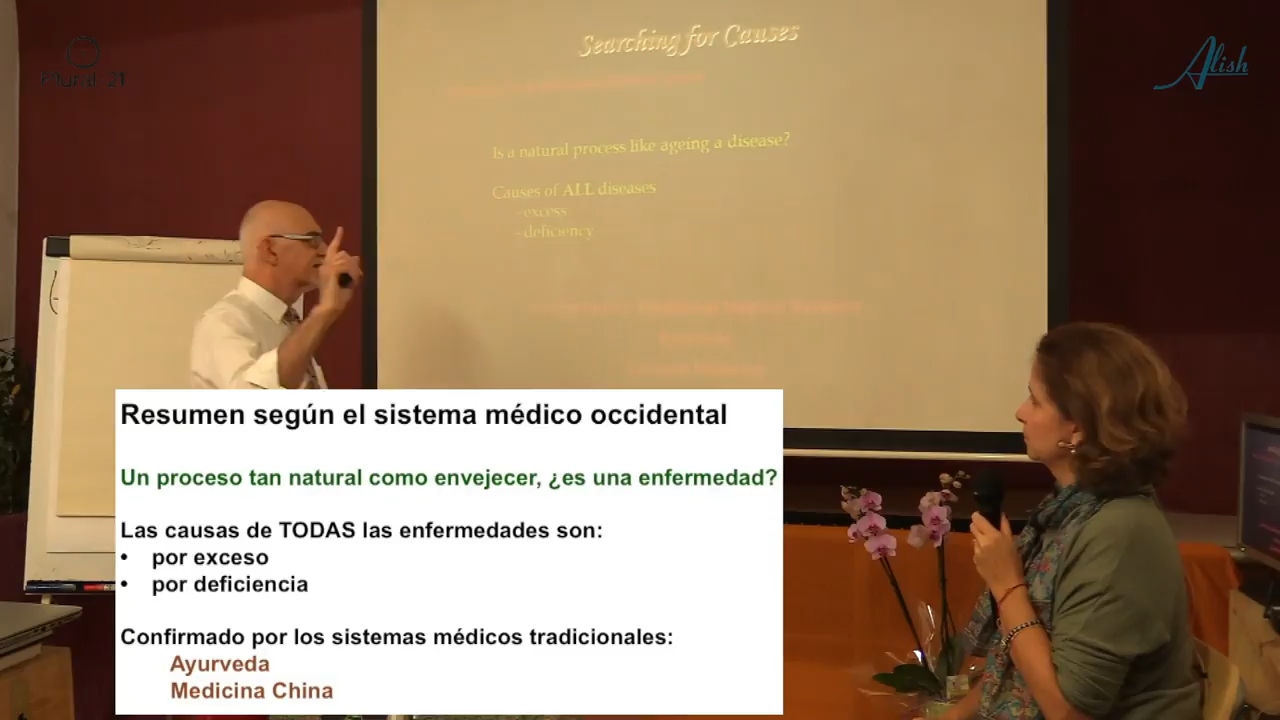 Mural 21
Alish
Searching for Causes
Is a natural process like ageing a disease?
Causes of ALL diseases
- excess
- deficiency
Resumen según el sistema médico occidental
Un proceso tan natural como envejecer, ¿es una enfermedad?
Las causas de TODAS las enfermedades son:
• por exceso
• por deficiencia
Confirmado por los sistemas médicos tradicionales:
Ayurveda
Medicina China